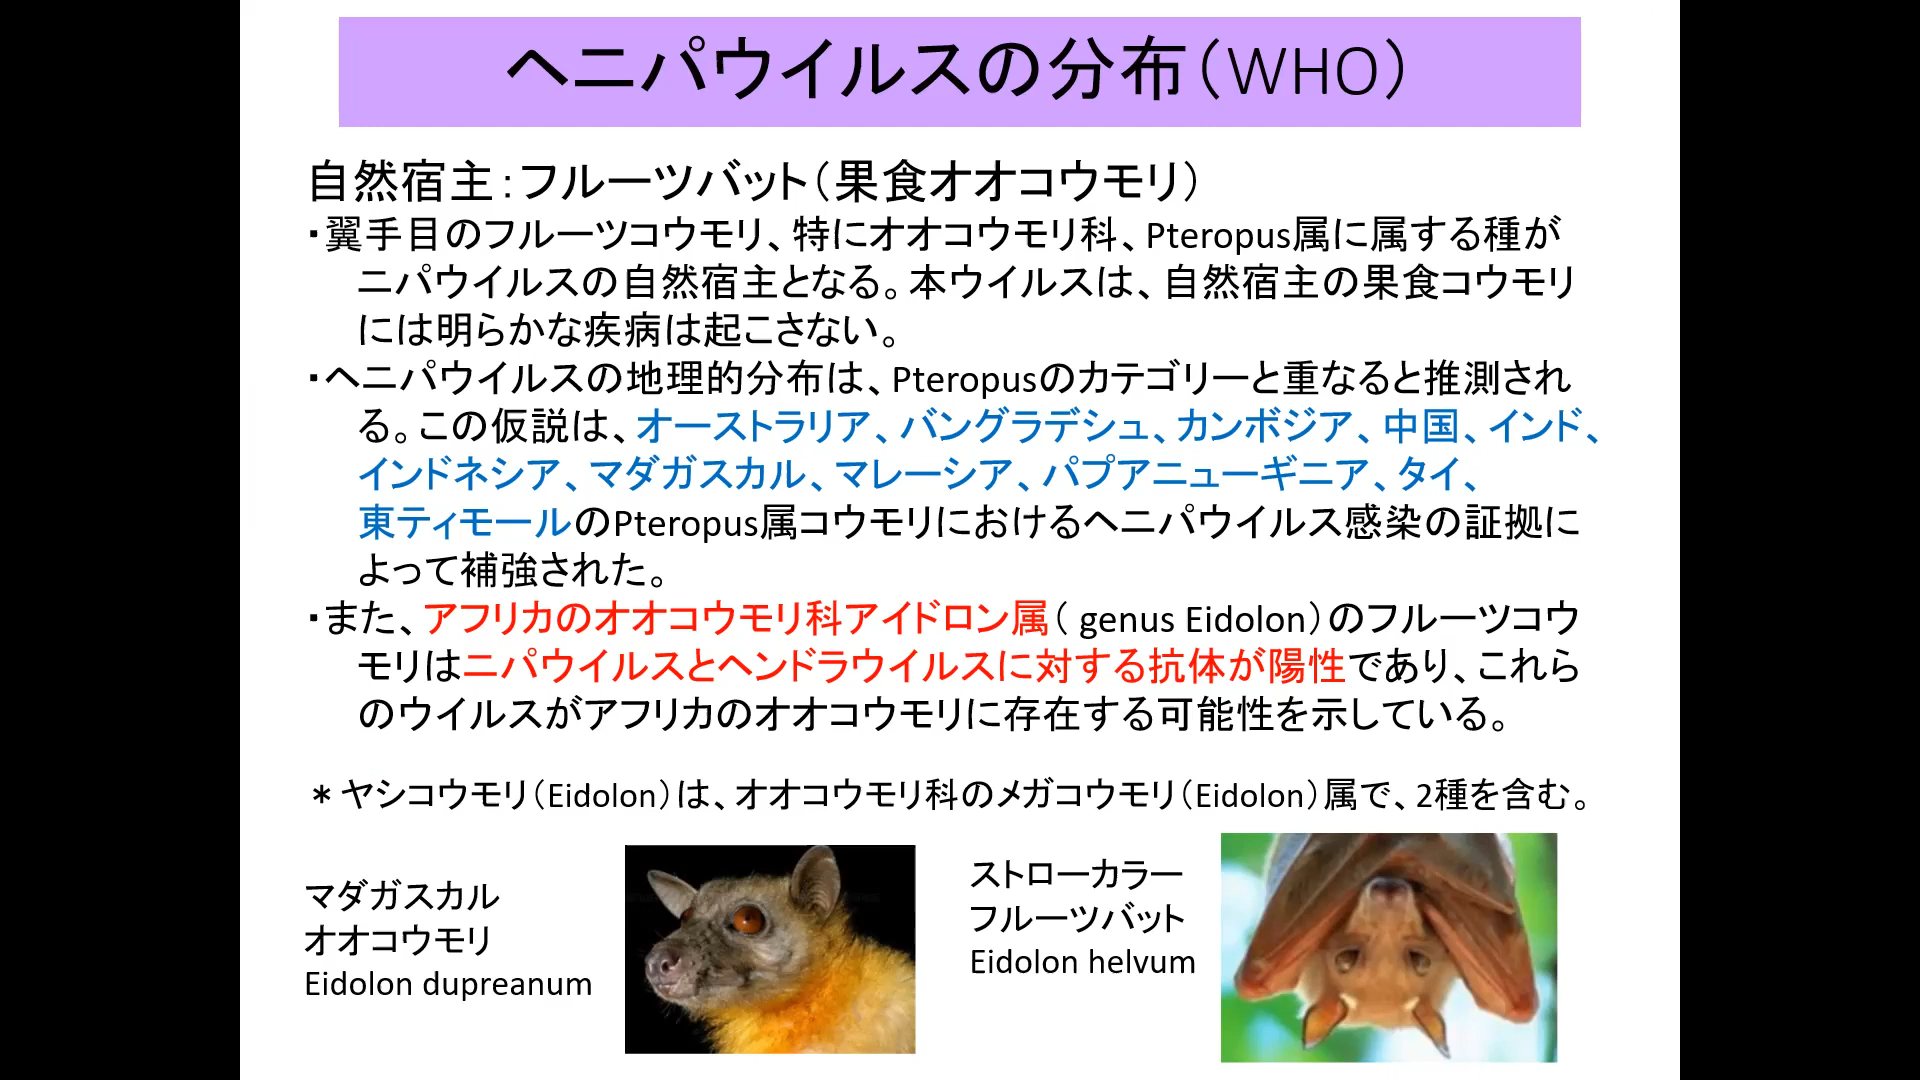 ヘニパウイルスの分布（WHO）
自然宿主：フルーツバット（果食オオコウモリ）
・翼手目のフルーツコウモリ、特にオオコウモリ科、Pteropus属に属する種が
ニパウイルスの自然宿主となる。本ウイルスは、自然宿主の果食コウモリ
には明らかな疾病は起こさない。
・ヘニパウイルスの地理的分布は、Pteropusのカテゴリーと重なると推測され
る。この仮説は、オーストラリア、バングラデシュ、カンボジア、中国、インド、
インドネシア、マダガスカル、マレーシア、パプアニューギニア、タイ、
東ティモールのPteropus属コウモリにおけるヘニパウイルス感染の証拠に
よって補強された。
・また、アフリカのオオコウモリ科アイドロン属（ genus Eidolon）のフルーツコウ
モリはニパウイルスとヘンドラウイルスに対する抗体が陽性であり、これら
のウイルスがアフリカのオオコウモリに存在する可能性を示している。
＊ヤシコウモリ（Eidolon）は、オオコウモリ科のメガコウモリ（Eidolon）属で、2種を含む。
マダガスカル
オオコウモリ
Eidolon dupreanum
ストローカラー
フルーツバット
Eidolon helvum